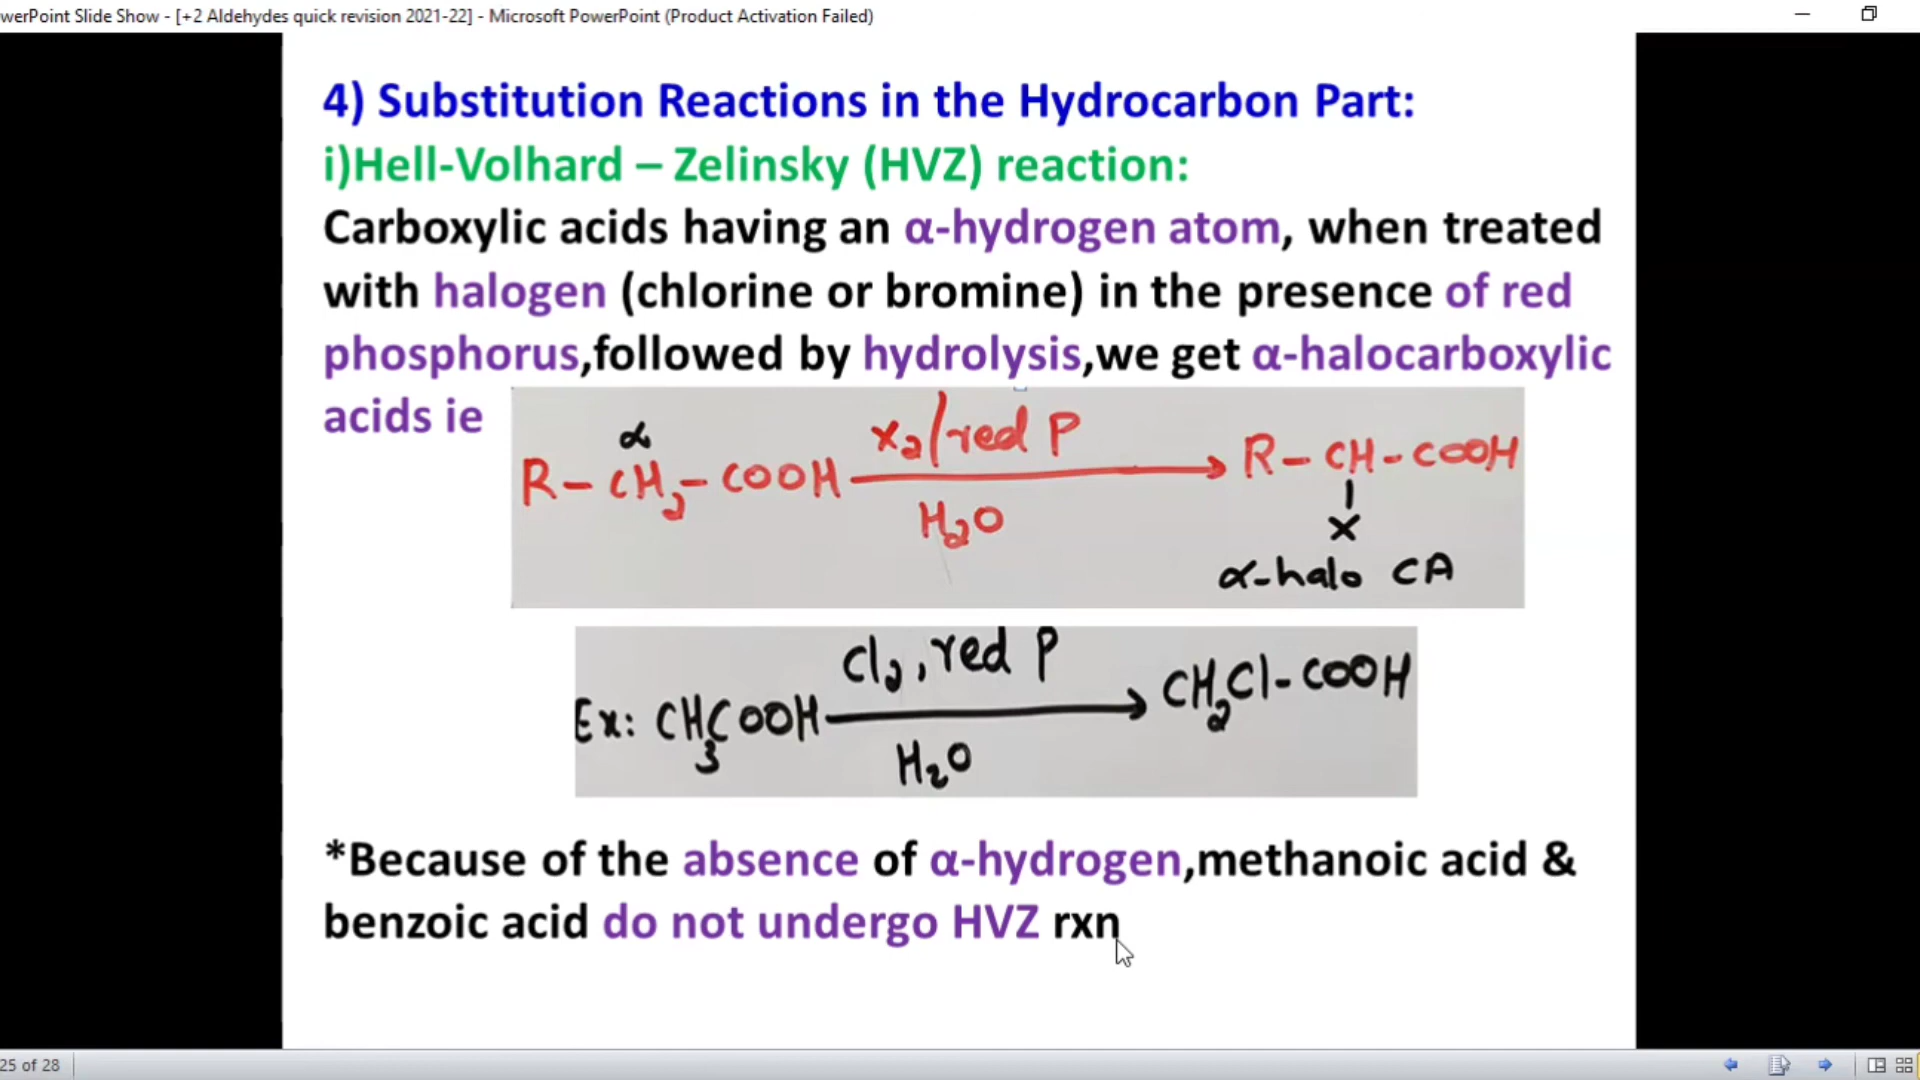 werPoint Slide Show - [+2 Aldehydes quick revision 2021-22] - Microsoft PowerPoint (Product Activation Failed)
4) Substitution Reactions in the Hydrocarbon Part:
i)Hell-Volhard – Zelinsky (HVZ) reaction:
Carboxylic acids having an α-hydrogen atom, when treated
with halogen (chlorine or bromine) in the presence of red
phosphorus,followed by hydrolysis,we get α-halocarboxylic
acids ie
α
X₂/red P
R-CH₂-COOH → R-CH-COOH
H₂O
X
α-halo CA
Cl₂, red P
Ex: CH₃COOH → CH₂Cl-COOH
H₂O
*Because of the absence of α-hydrogen,methanoic acid &
benzoic acid do not undergo HVZ rxn
25 of 28